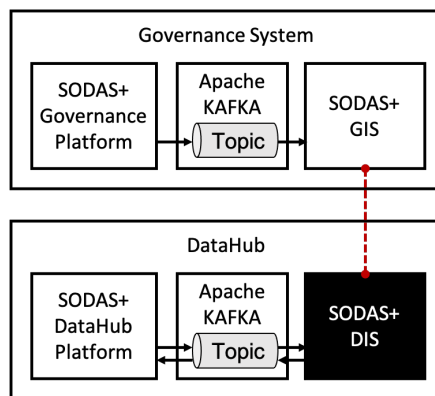 Governance System
SODAS+
Governance
Platform
Apache
KAFKA
Topic
SODAS+
GIS
DataHub
SODAS+
DataHub
Platform
Apache
KAFKA
Topic
SODAS+
DIS